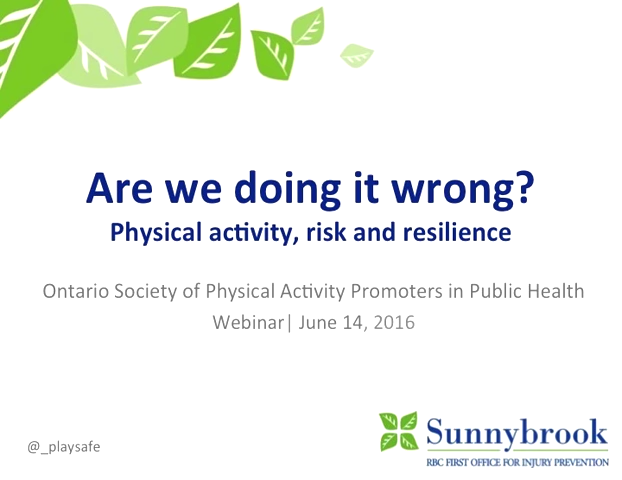 Are we doing it wrong?
Physical activity, risk and resilience
Ontario Society of Physical Activity Promoters in Public Health
Webinar| June 14, 2016
@_playsafe
Sunnybrook
RBC FIRST OFFICE FOR INJURY PREVENTION